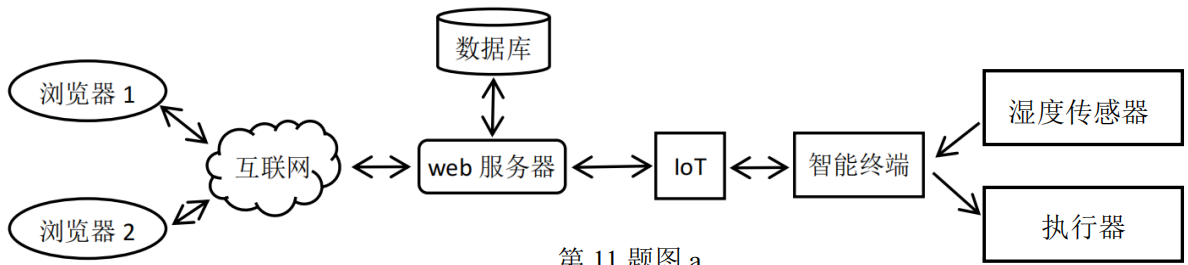 数据库
浏览器 1
湿度传感器
互联网
web 服务器
IoT
智能终端
浏览器 2
执行器
第 11 题图 a